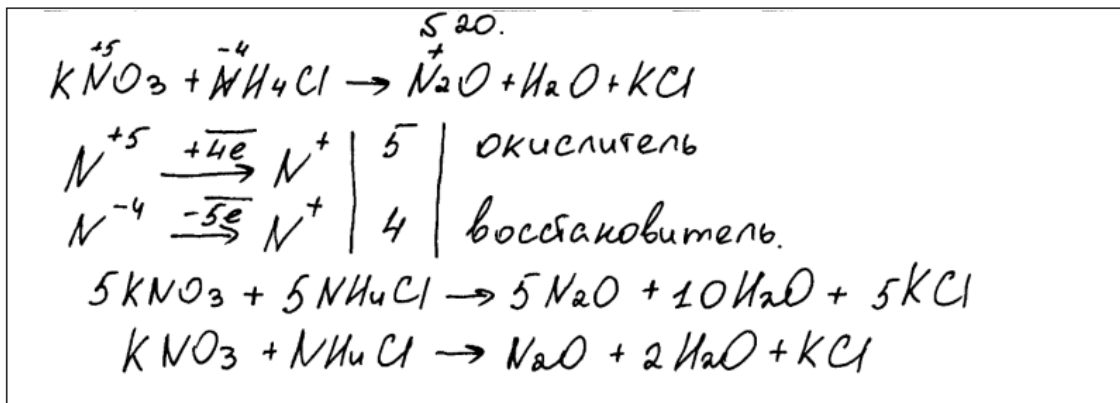 S 20.
+5 -4 +
KNO3 + NH4Cl → N2O + H2O + KCl
N+5 +4e → N+ | 5 | окислитель
N-4 -5e → N+ | 4 | восстановитель.
5KNO3 + 5NH4Cl → 5N2O + 10H2O + 5KCl
KNO3 + NH4Cl → N2O + 2H2O + KCl